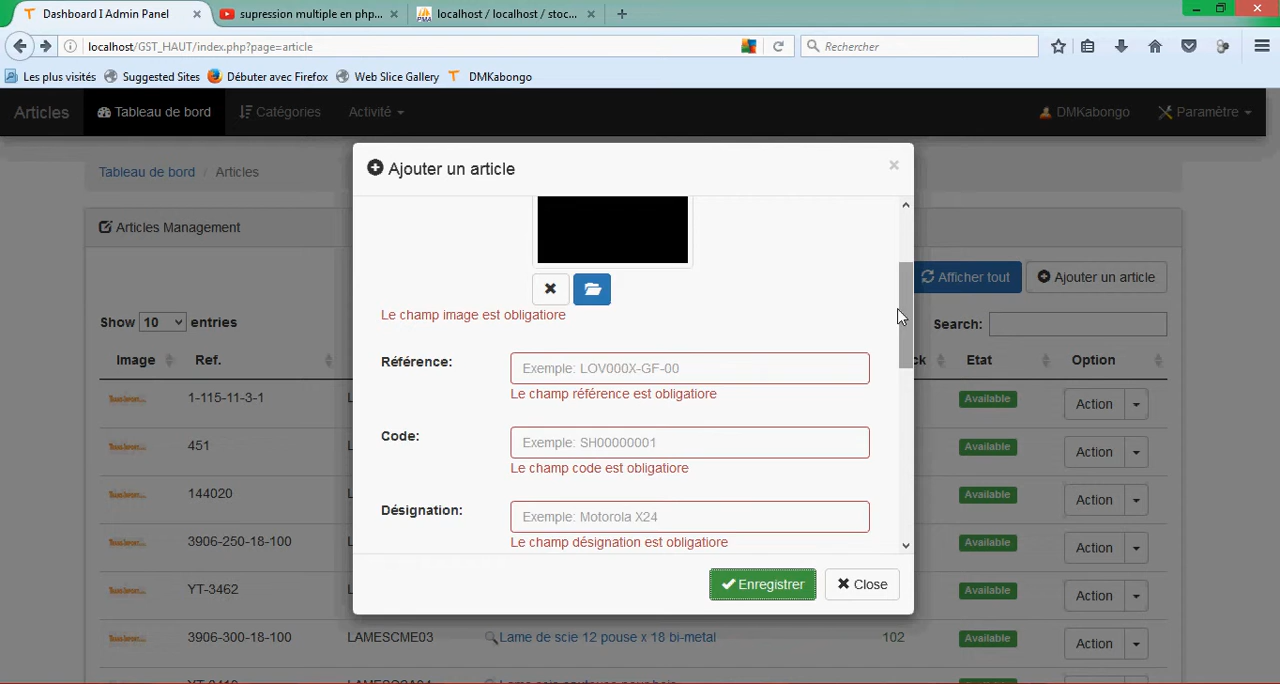 Dashboard I Admin Panel
supression multiple en php...
localhost / localhost / stoc...
localhost/GST_HAUT/index.php?page=article
Rechercher
Les plus visités
Suggested Sites
Débuter avec Firefox
Web Slice Gallery
DMKabongo
Articles
Tableau de bord
Catégories
Activité
DMKabongo
Paramètre
Ajouter un article
Tableau de bord / Articles
Articles Management
Afficher tout
Ajouter un article
Le champ image est obligatiore
Show 10 entries
Search:
Référence:
Exemple: LOV000X-GF-00
Le champ référence est obligatiore
Image
Ref.
ck
Etat
Option
1-115-11-3-1
Available
Action
Code:
Exemple: SH00000001
Le champ code est obligatiore
451
Available
Action
144020
Available
Action
Désignation:
Exemple: Motorola X24
Le champ désignation est obligatiore
3906-250-18-100
Available
Action
YT-3462
Available
Action
Enregistrer
Close
3906-300-18-100
LAMESCME03
Lame de scie 12 pouse x 18 bi-metal
102
Available
Action